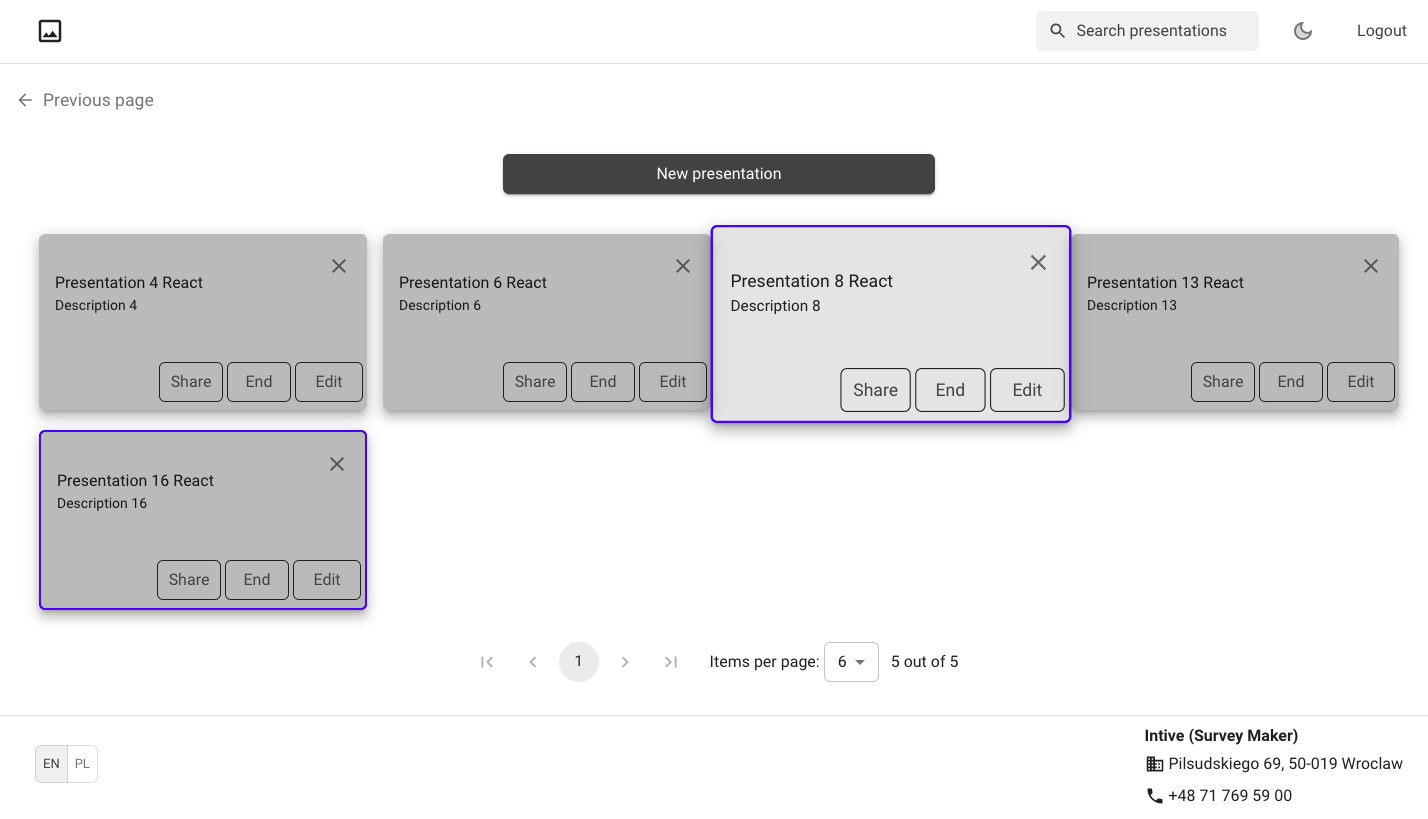 Search presentations
Logout
Previous page
New presentation
Presentation 4 React
Description 4
Share
End
Edit
Presentation 6 React
Description 6
Share
End
Edit
Presentation 8 React
Description 8
Share
End
Edit
Presentation 13 React
Description 13
Share
End
Edit
Presentation 16 React
Description 16
Share
End
Edit
1
Items per page: 6
5 out of 5
EN
PL
Intive (Survey Maker)
Pilsudskiego 69, 50-019 Wroclaw
+48 71 769 59 00